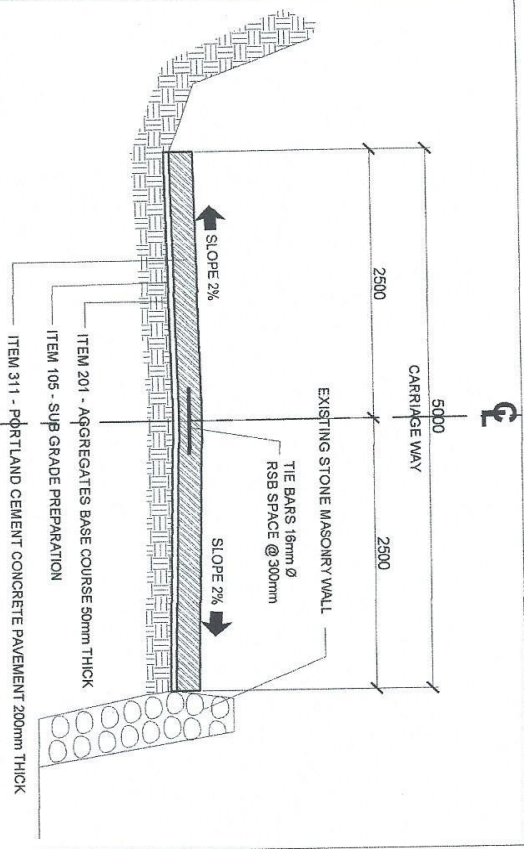 CL
5000
CARRIAGE WAY
2500
2500
EXISTING STONE MASONRY WALL
TIE BARS 16mm Ø
RSB SPACE @ 300mm
SLOPE 2%
SLOPE 2%
ITEM 201 - AGGREGATES BASE COURSE 50mm THICK
ITEM 105 - SUB GRADE PREPARATION
ITEM 311 - PORTLAND CEMENT CONCRETE PAVEMENT 200mm THICK